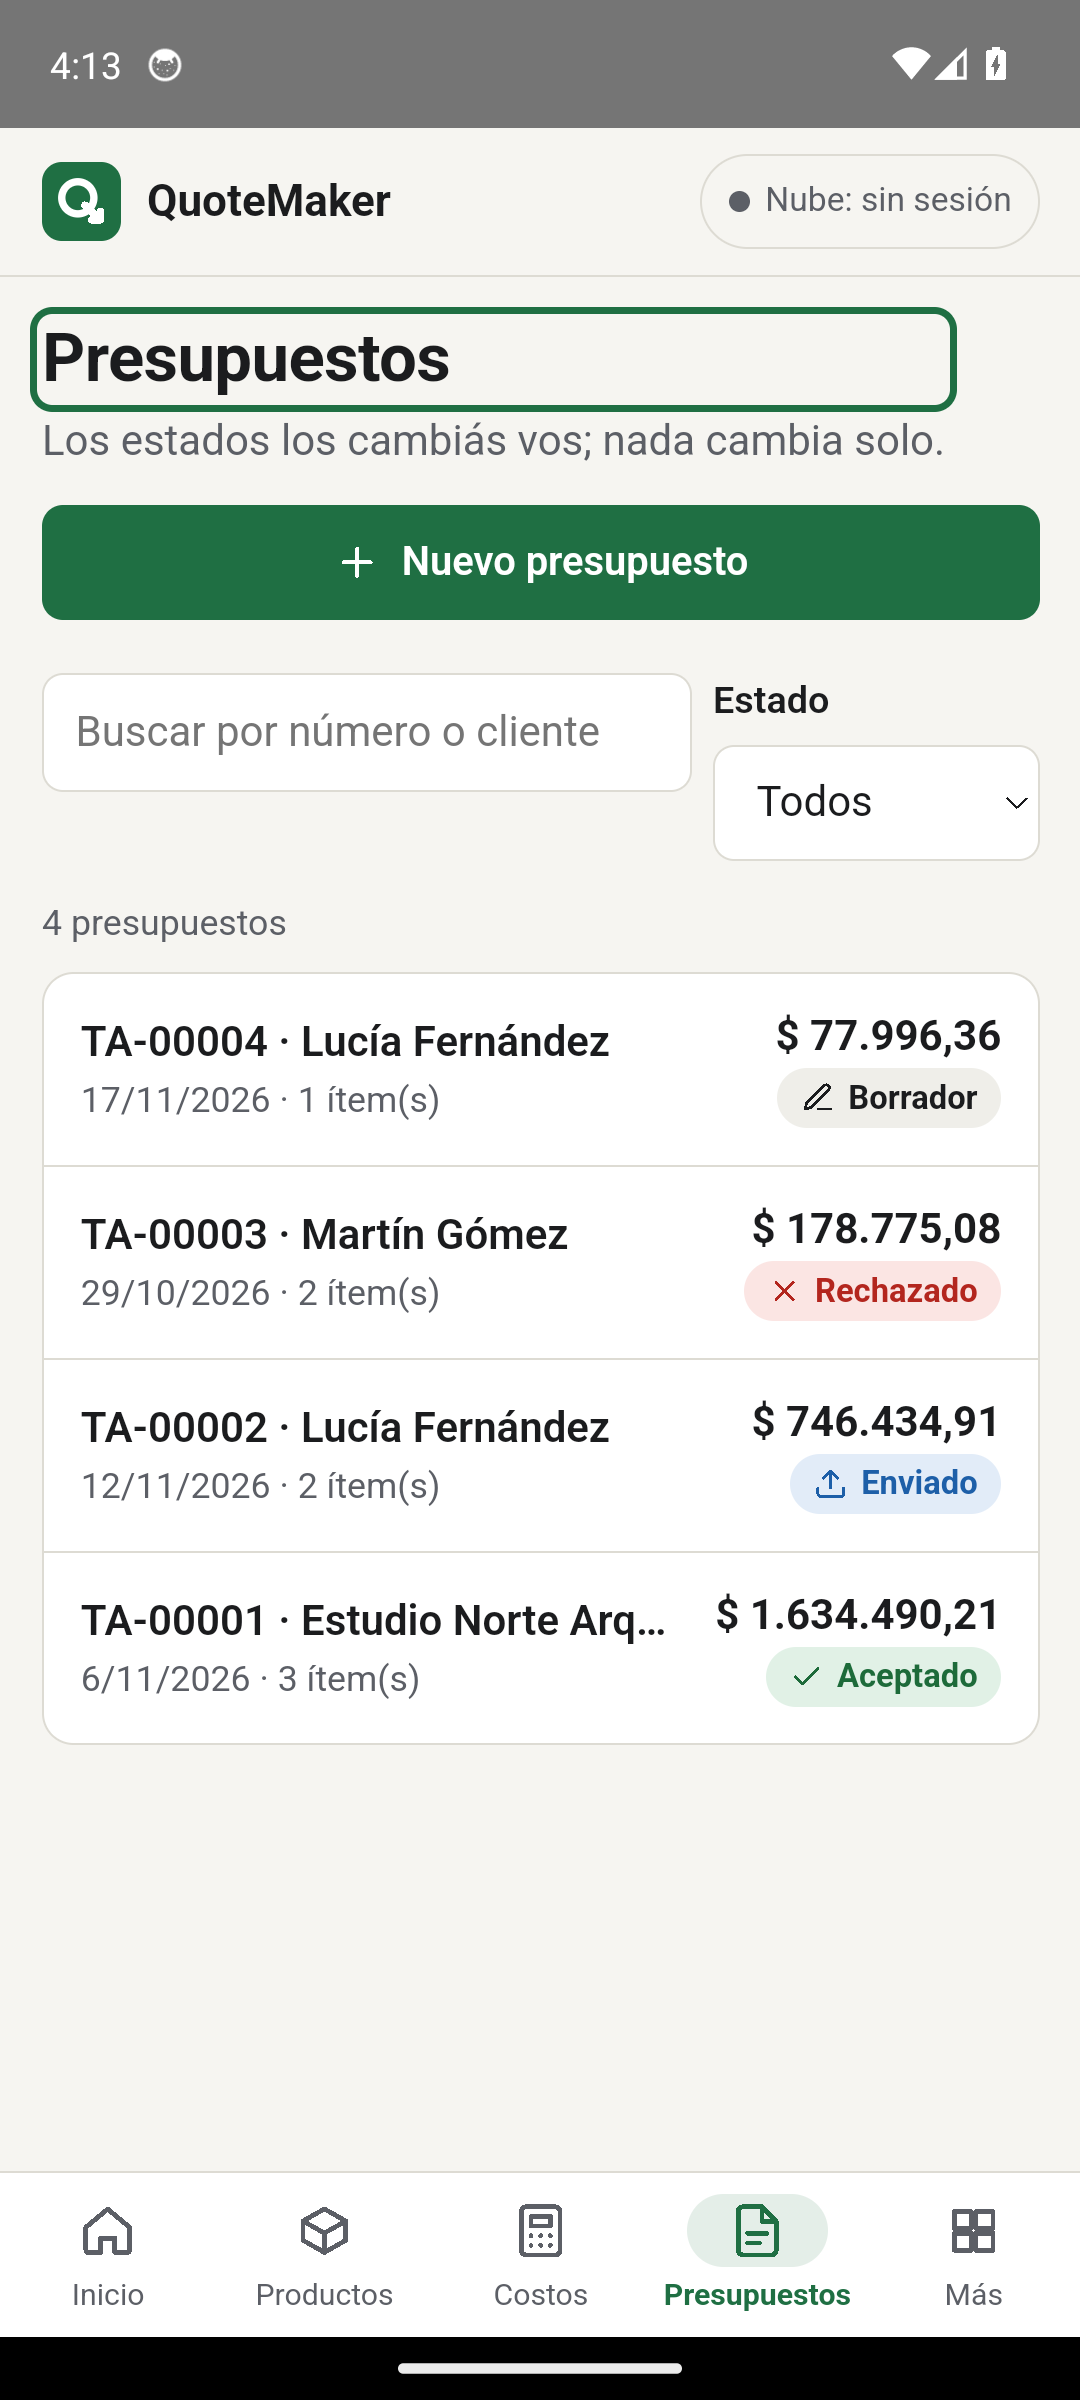 4:13
QuoteMaker
Nube: sin sesión
Presupuestos
Los estados los cambiás vos; nada cambia solo.
Nuevo presupuesto
Buscar por número o cliente
Estado
Todos
4 presupuestos
TA-00004 · Lucía Fernández
$ 77.996,36
17/11/2026 · 1 ítem(s)
Borrador
TA-00003 · Martín Gómez
$ 178.775,08
29/10/2026 · 2 ítem(s)
Rechazado
TA-00002 · Lucía Fernández
$ 746.434,91
12/11/2026 · 2 ítem(s)
Enviado
TA-00001 · Estudio Norte Arq...
$ 1.634.490,21
6/11/2026 · 3 ítem(s)
Aceptado
Inicio
Productos
Costos
Presupuestos
Más